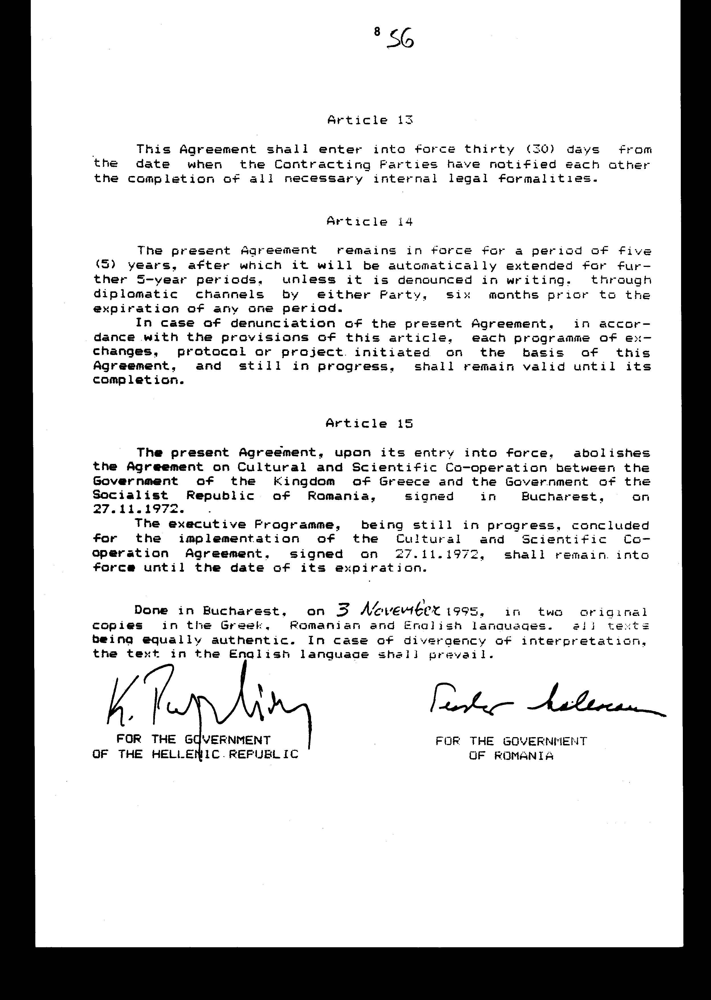 8 56
Article 13
This Agreement shall enter into force thirty (30) days from
the date when the Contracting Parties have notified each other
the completion of all necessary internal legal formalities.
Article 14
The present Agreement remains in force for a period of five
(5) years, after which it will be automatically extended for fur-
ther 5-year periods, unless it is denounced in writing, through
diplomatic channels by either Party, six months prior to the
expiration of any one period.
In case of denunciation of the present Agreement, in accor-
dance with the provisions of this article, each programme of ex-
changes, protocol or project initiated on the basis of this
Agreement, and still in progress, shall remain valid until its
completion.
Article 15
The present Agreement, upon its entry into force, abolishes
the Agreement on Cultural and Scientific Co-operation between the
Government of the Kingdom of Greece and the Government of the
Socialist Republic of Romania, signed in Bucharest, on
27.11.1972.
The executive Programme, being still in progress, concluded
for the implementation of the Cultural and Scientific Co-
operation Agreement, signed on 27.11.1972, shall remain into
force until the date of its expiration.
Done in Bucharest, on 3 November 1995, in two original
copies in the Greek, Romanian and English languages, all texts
being equally authentic. In case of divergency of interpretation,
the text in the English language shall prevail.
K.
FOR THE GOVERNMENT
OF THE HELLENIC REPUBLIC
FOR THE GOVERNMENT
OF ROMANIA